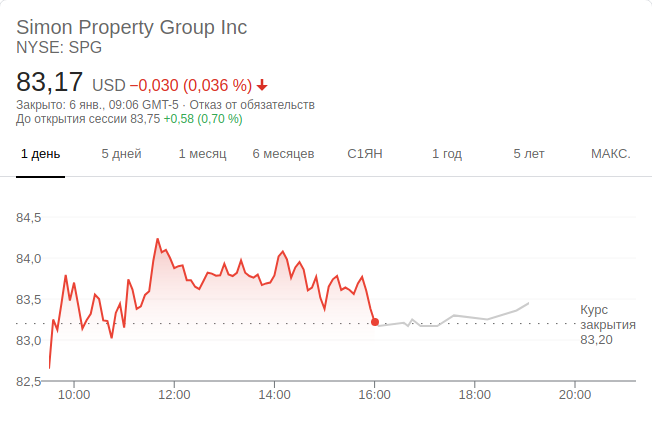 Simon Property Group Inc
NYSE: SPG
83,17 USD −0,030 (0,036 %)
Закрыто: 6 янв., 09:06 GMT-5 · Отказ от обязательств
До открытия сессии 83,75 +0,58 (0,70 %)
1 день 5 дней 1 месяц 6 месяцев С1ЯН 1 год 5 лет МАКС.
84,5
84,0
83,5
83,0
82,5
Курс
закрытия
83,20
10:00 12:00 14:00 16:00 18:00 20:00